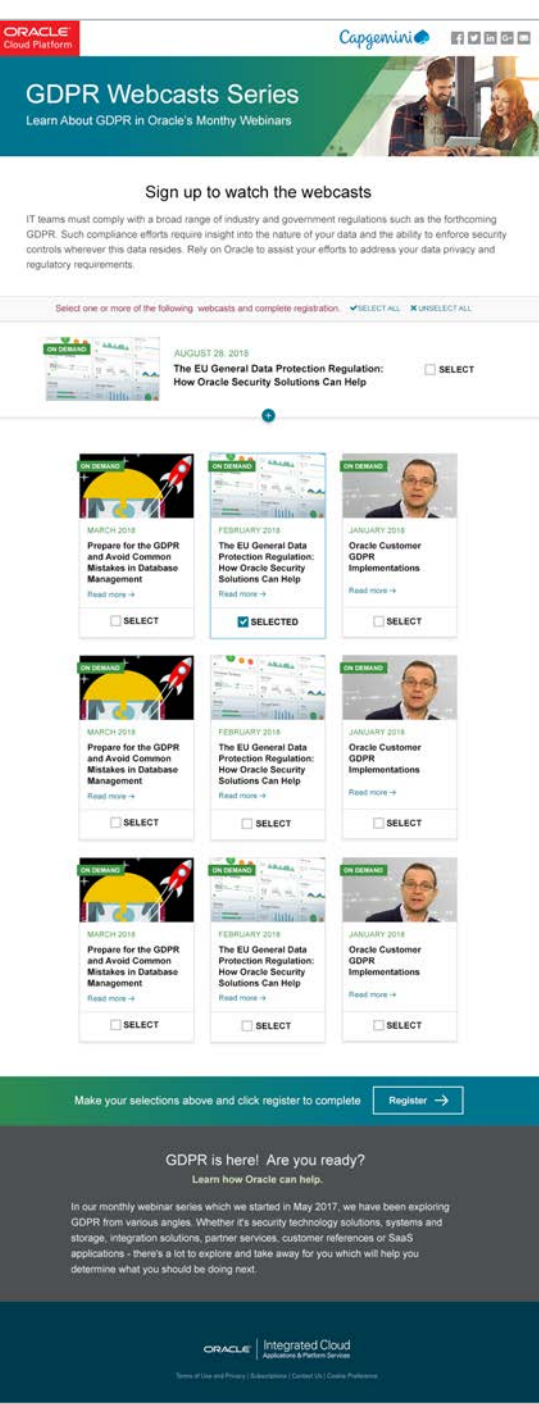 ORACLE
Cloud Platform
Capgemini
GDPR Webcasts Series
Learn About GDPR in Oracle's Monthy Webinars
Sign up to watch the webcasts
IT teams must comply with a broad range of industry and government regulations such as the forthcoming
GDPR. Such compliance efforts require insight into the nature of your data and the ability to enforce security
controls wherever this data resides. Rely on Oracle to assist your efforts to address your data privacy and
regulatory requirements.
Select one or more of the following webcasts and complete registration. ✔SELECT ALL ✖UNSELECT ALL
ON DEMAND
AUGUST 28, 2018
The EU General Data Protection Regulation:
How Oracle Security Solutions Can Help
SELECT
ON DEMAND
MARCH 2018
Prepare for the GDPR
and Avoid Common
Mistakes in Database
Management
Read more →
SELECT
ON DEMAND
FEBRUARY 2018
The EU General Data
Protection Regulation:
How Oracle Security
Solutions Can Help
Read more →
SELECTED
ON DEMAND
JANUARY 2018
Oracle Customer
GDPR
Implementations
Read more →
SELECT
ON DEMAND
MARCH 2018
Prepare for the GDPR
and Avoid Common
Mistakes in Database
Management
Read more →
SELECT
FEBRUARY 2018
The EU General Data
Protection Regulation:
How Oracle Security
Solutions Can Help
Read more →
SELECT
ON DEMAND
JANUARY 2018
Oracle Customer
GDPR
Implementations
Read more →
SELECT
ON DEMAND
MARCH 2018
Prepare for the GDPR
and Avoid Common
Mistakes in Database
Management
Read more →
SELECT
ON DEMAND
FEBRUARY 2018
The EU General Data
Protection Regulation:
How Oracle Security
Solutions Can Help
Read more →
SELECT
ON DEMAND
JANUARY 2018
Oracle Customer
GDPR
Implementations
Read more →
SELECT
Make your selections above and click register to complete
Register →
GDPR is here! Are you ready?
Learn how Oracle can help.
In our monthly webinar series which we started in May 2017, we have been exploring
GDPR from various angles. Whether it's security technology solutions, systems and
storage, integration solutions, partner services, customer references or SaaS
applications - there's a lot to explore and take away for you which will help you
determine what you should be doing next.
ORACLE | Integrated Cloud
Applications & Platform Services
Terms of Use and Privacy | Subscriptions | Contact Us | Cookie Preference